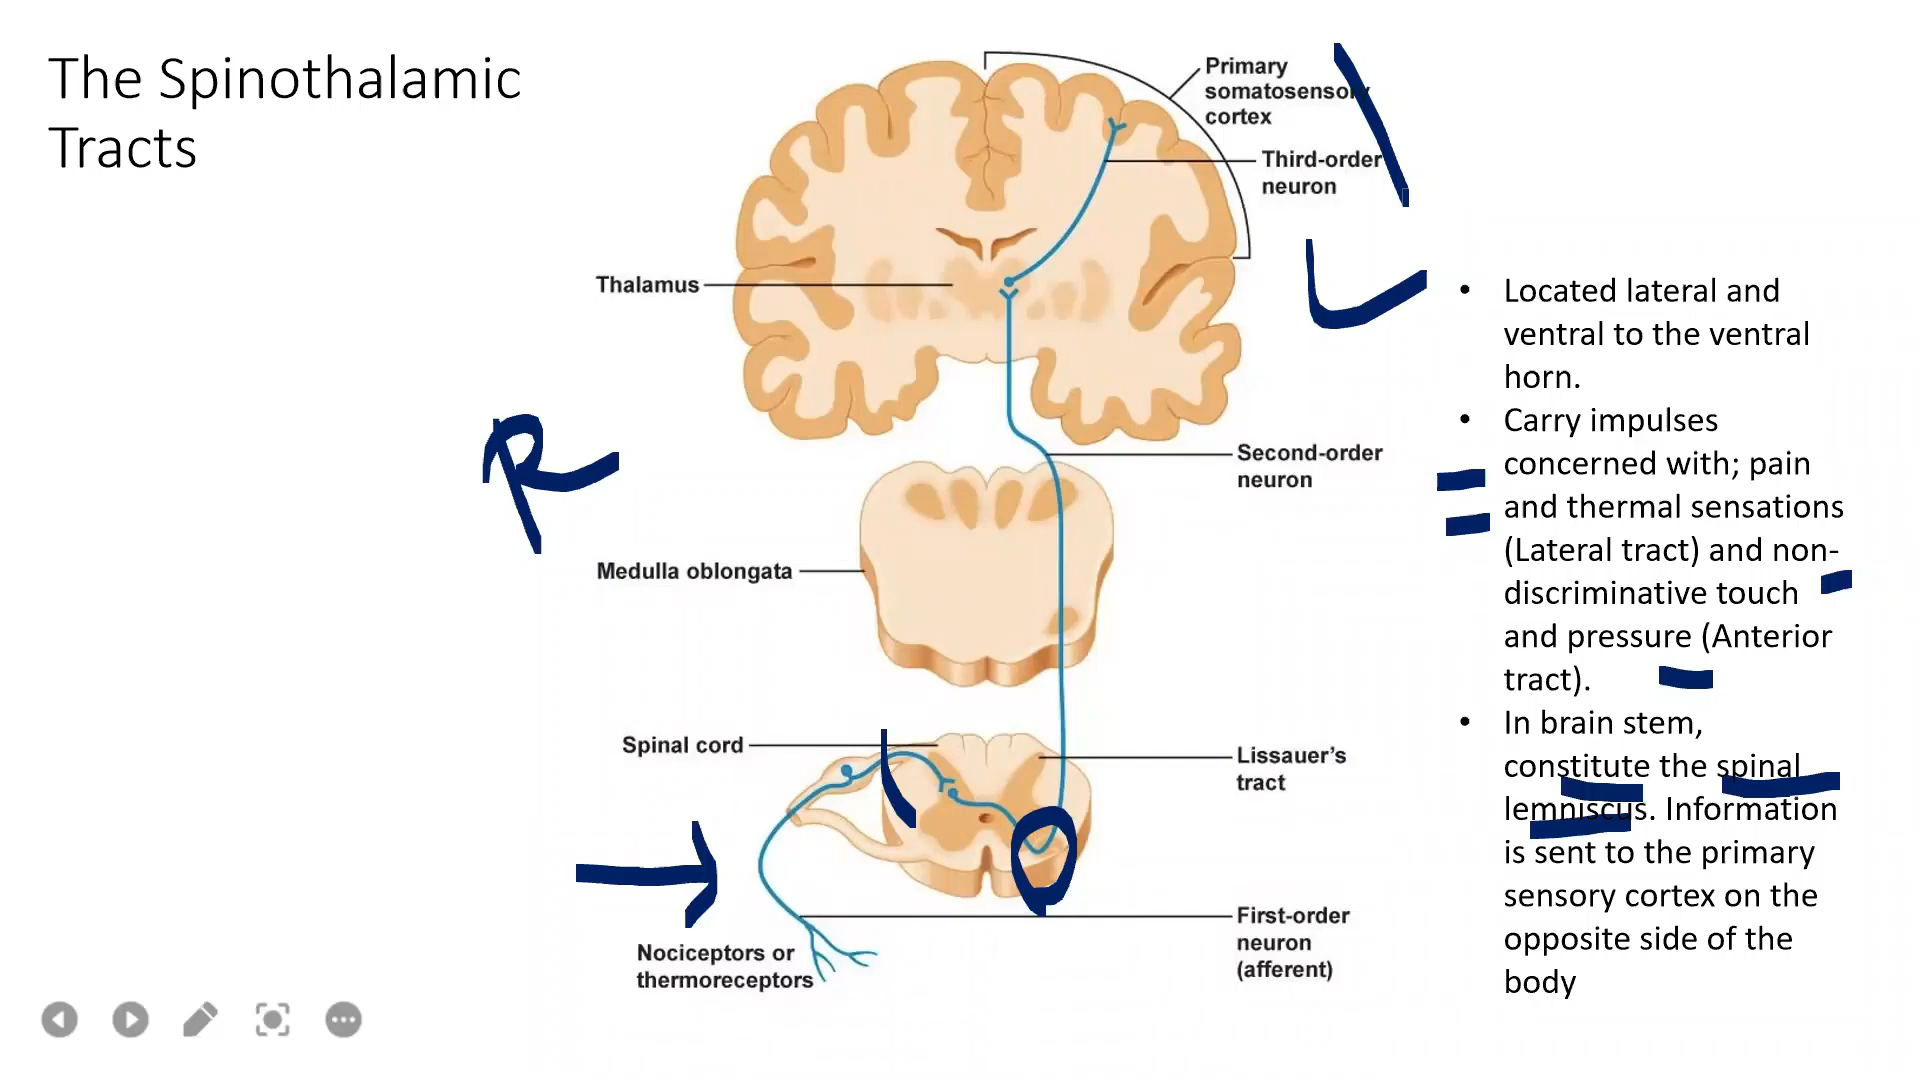 The Spinothalamic
Tracts
Primary
somatosensory
cortex
Third-order
neuron
Thalamus
L
R
Second-order
neuron
Medulla oblongata
Spinal cord
Lissauer's
tract
First-order
neuron
(afferent)
Nociceptors or
thermoreceptors
• Located lateral and
ventral to the ventral
horn.
• Carry impulses
concerned with; pain
and thermal sensations
(Lateral tract) and non-
discriminative touch
and pressure (Anterior
tract).
• In brain stem,
constitute the spinal
lemniscus. Information
is sent to the primary
sensory cortex on the
opposite side of the
body